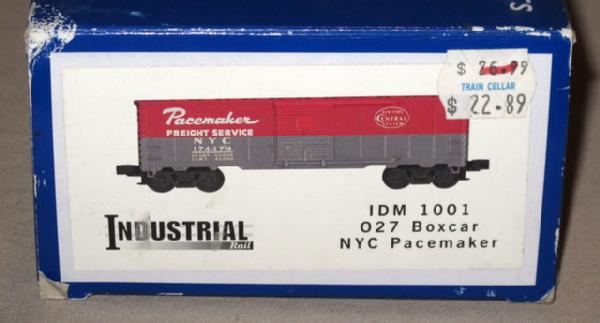 S
$ 26.99
TRAIN CELLAR
$ 22.89
Pacemaker
FREIGHT SERVICE
NYC
174479
NEW YORK
CENTRAL
SYSTEM
INDUSTRIAL
Rail
IDM 1001
027 Boxcar
NYC Pacemaker